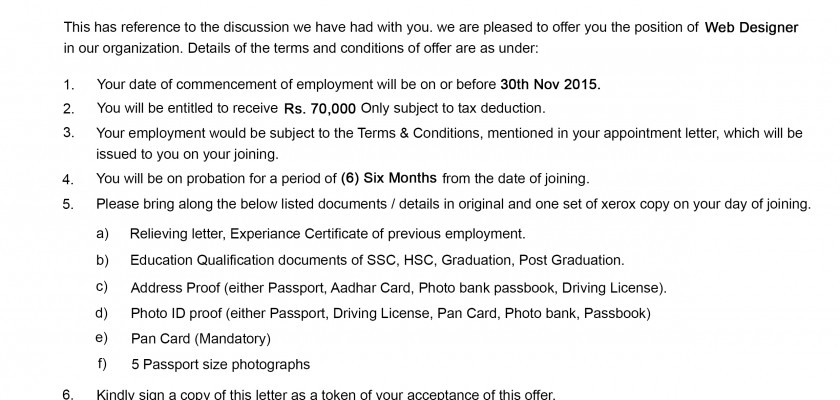 This has reference to the discussion we have had with you. we are pleased to offer you the position of Web Designer
in our organization. Details of the terms and conditions of offer are as under:
1. Your date of commencement of employment will be on or before 30th Nov 2015.
2. You will be entitled to receive Rs. 70,000 Only subject to tax deduction.
3. Your employment would be subject to the Terms & Conditions, mentioned in your appointment letter, which will be
issued to you on your joining.
4. You will be on probation for a period of (6) Six Months from the date of joining.
5. Please bring along the below listed documents / details in original and one set of xerox copy on your day of joining.
a) Relieving letter, Experiance Certificate of previous employment.
b) Education Qualification documents of SSC, HSC, Graduation, Post Graduation.
c) Address Proof (either Passport, Aadhar Card, Photo bank passbook, Driving License).
d) Photo ID proof (either Passport, Driving License, Pan Card, Photo bank, Passbook)
e) Pan Card (Mandatory)
f) 5 Passport size photographs
6. Kindly sign a copy of this letter as a token of your acceptance of this offer.